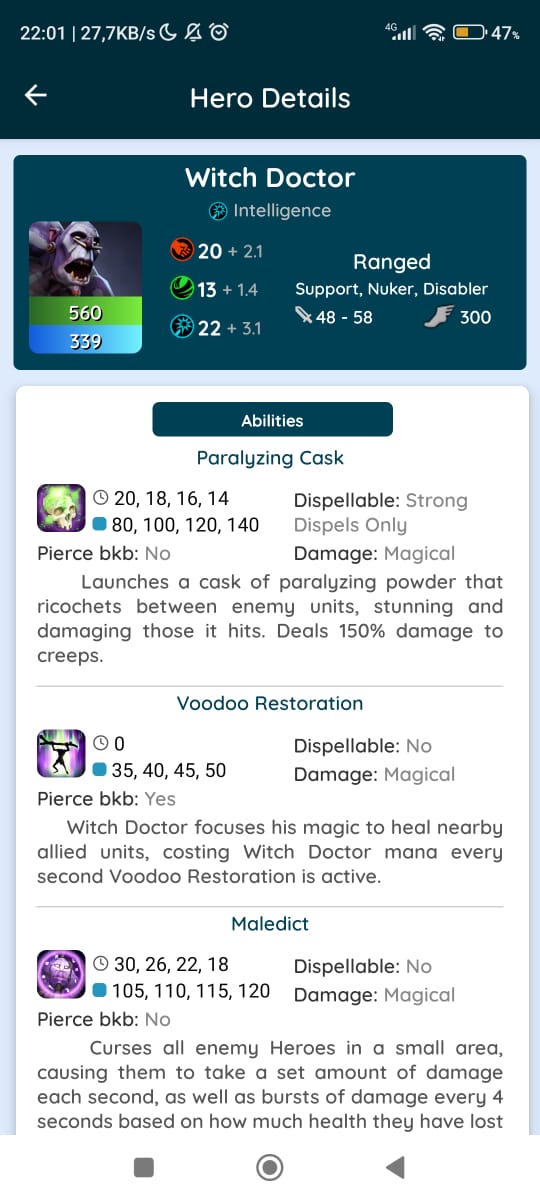 22:01 | 27,7KB/s
4G
47%
Hero Details
Witch Doctor
Intelligence
20 + 2.1
13 + 1.4
22 + 3.1
560
339
Ranged
Support, Nuker, Disabler
48 - 58
300
Abilities
Paralyzing Cask
20, 18, 16, 14
80, 100, 120, 140
Pierce bkb: No
Dispellable: Strong
Dispels Only
Damage: Magical
Launches a cask of paralyzing powder that
ricochets between enemy units, stunning and
damaging those it hits. Deals 150% damage to
creeps.
Voodoo Restoration
0
35, 40, 45, 50
Pierce bkb: Yes
Dispellable: No
Damage: Magical
Witch Doctor focuses his magic to heal nearby
allied units, costing Witch Doctor mana every
second Voodoo Restoration is active.
Maledict
30, 26, 22, 18
105, 110, 115, 120
Pierce bkb: No
Dispellable: No
Damage: Magical
Curses all enemy Heroes in a small area,
causing them to take a set amount of damage
each second, as well as bursts of damage every 4
seconds based on how much health they have lost